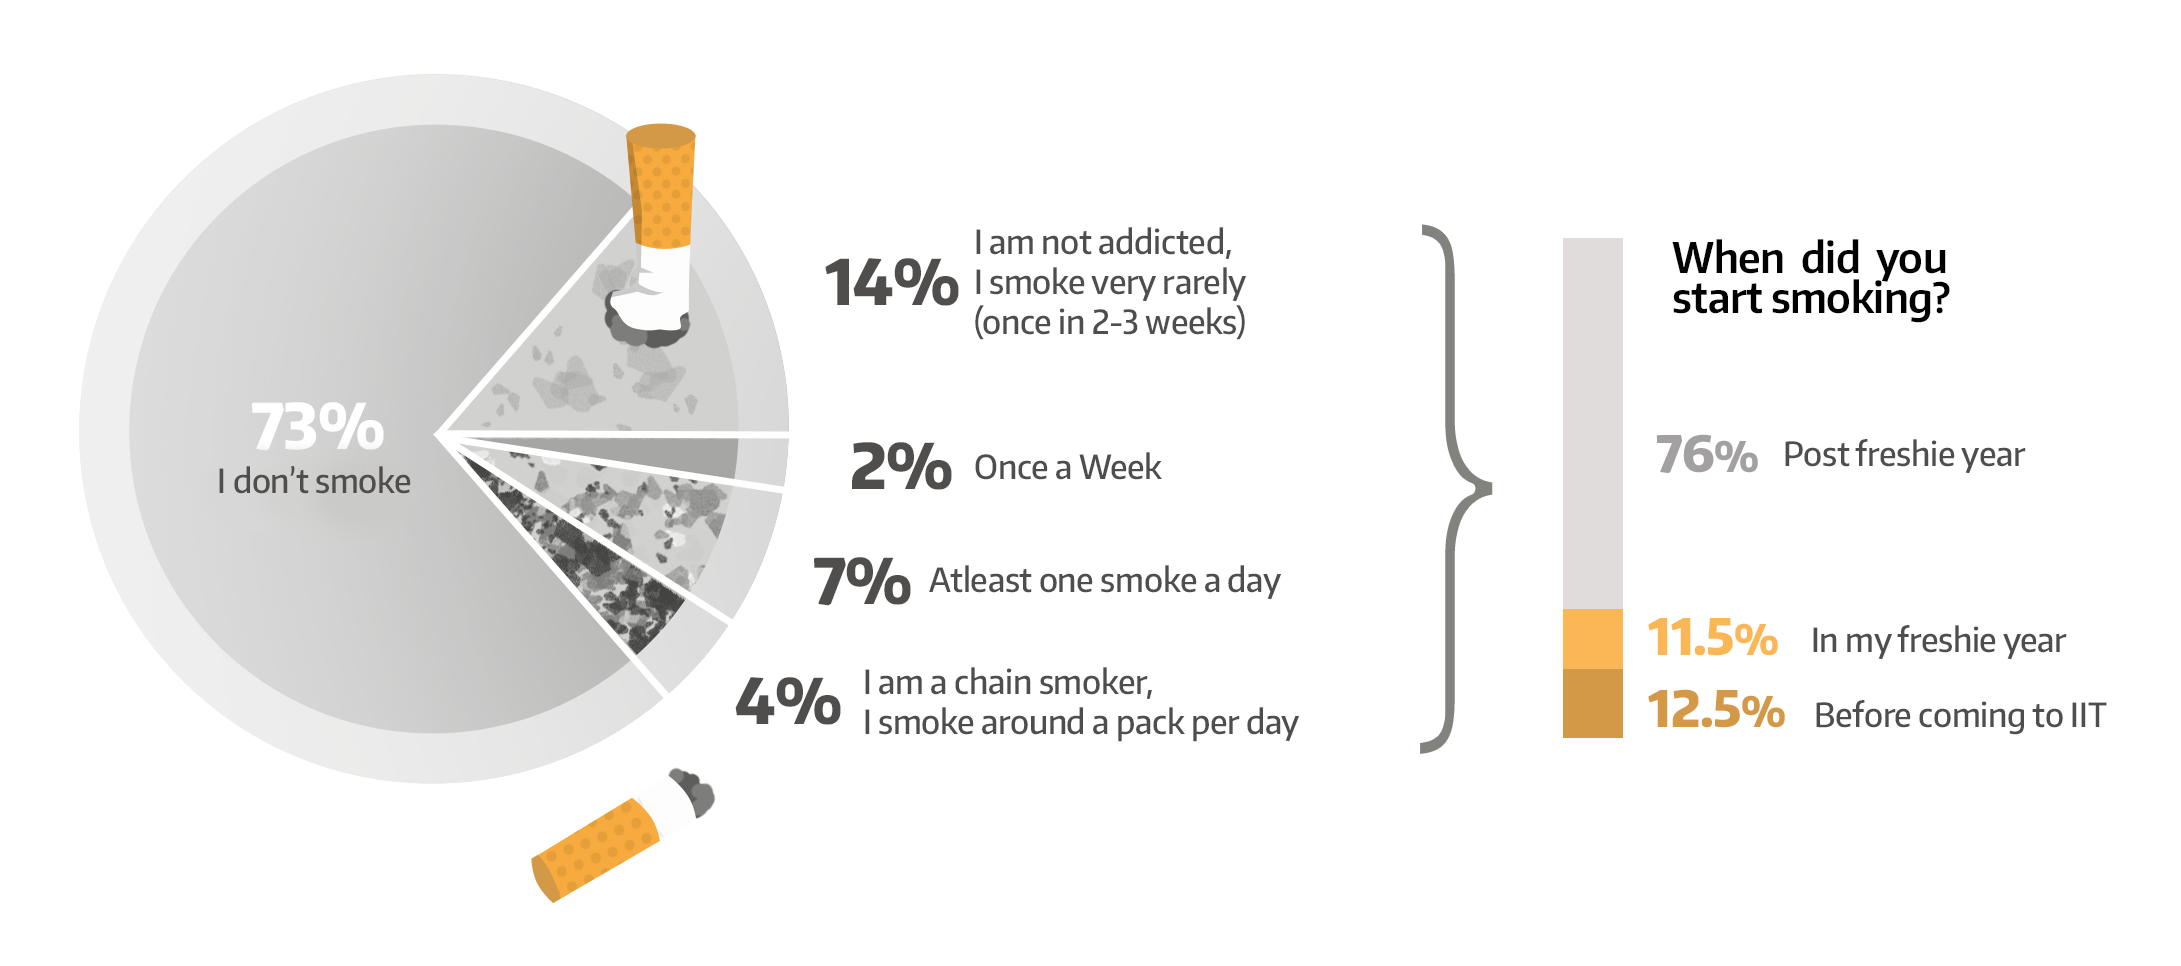 73%
I don't smoke
14%
I am not addicted,
I smoke very rarely
(once in 2-3 weeks)
2%
Once a Week
7%
Atleast one smoke a day
4%
I am a chain smoker,
I smoke around a pack per day
When did you
start smoking?
76%
Post freshie year
11.5%
In my freshie year
12.5%
Before coming to IIT